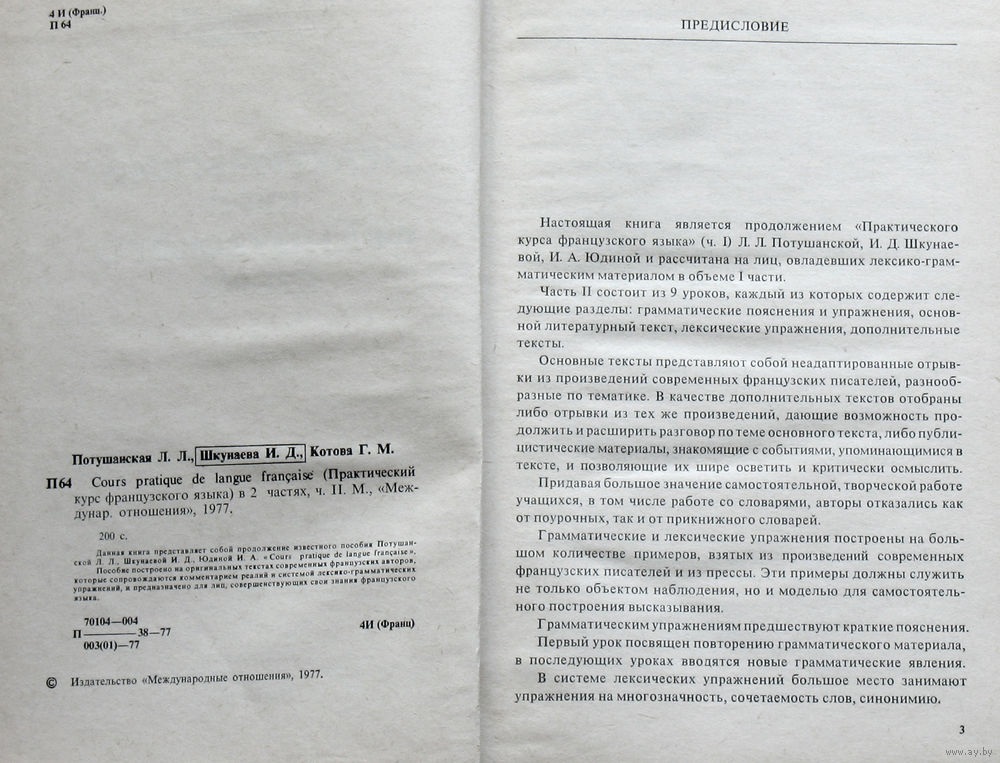 4 И (Франц.)
П 64
Потушанская Л. Л., Шкунаева И. Д., Котова Г. М.
П64 Cours pratique de langue française (Практический
курс французского языка) в 2 частях, ч. II. М., «Меж-
дунар. отношения», 1977.
200 с.
Данная книга представляет собой продолжение известного пособия Потушан-
ской Л. Л., Шкунаевой И. Д., Юдиной И. А. «Cours pratique de langue française».
Пособие построено на оригинальных текстах современных французских авторов,
которые сопровождаются комментарием реалий и системой лексико-грамматических
упражнений, и предназначено для лиц, совершенствующих свои знания французского
языка.
70104—004
П———38—77
003(01)—77
4И (Франц)
© Издательство «Международные отношения», 1977.
ПРЕДИСЛОВИЕ
Настоящая книга является продолжением «Практического
курса французского языка» (ч. I) Л. Л. Потушанской, И. Д. Шкунае-
вой, И. А. Юдиной и рассчитана на лиц, овладевших лексико-грам-
матическим материалом в объеме I части.
Часть II состоит из 9 уроков, каждый из которых содержит сле-
дующие разделы: грамматические пояснения и упражнения, основ-
ной литературный текст, лексические упражнения, дополнительные
тексты.
Основные тексты представляют собой неадаптированные отрыв-
ки из произведений современных французских писателей, разнооб-
разные по тематике. В качестве дополнительных текстов отобраны
либо отрывки из тех же произведений, дающие возможность про-
должить и расширить разговор по теме основного текста, либо публи-
цистические материалы, знакомящие с событиями, упоминающимися в
тексте, и позволяющие их шире осветить и критически осмыслить.
Придавая большое значение самостоятельной, творческой работе
учащихся, в том числе работе со словарями, авторы отказались как
от поурочных, так и от прикнижного словарей.
Грамматические и лексические упражнения построены на боль-
шом количестве примеров, взятых из произведений современных
французских писателей и из прессы. Эти примеры должны служить
не только объектом наблюдения, но и моделью для самостоятель-
ного построения высказывания.
Грамматическим упражнениям предшествуют краткие пояснения.
Первый урок посвящен повторению грамматического материала,
в последующих уроках вводятся новые грамматические явления.
В системе лексических упражнений большое место занимают
упражнения на многозначность, сочетаемость слов, синонимию.
3
www.ay.by